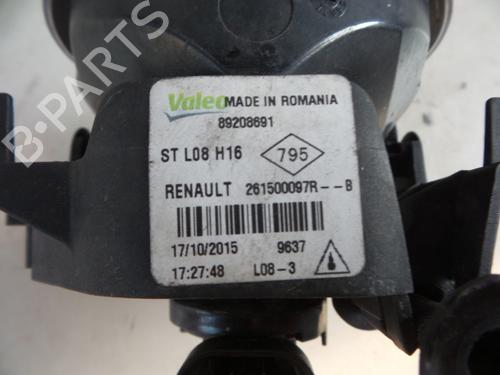 B-PARTS
Valeo MADE IN ROMANIA
89208691
ST L08 H16 795
RENAULT 261500097R--B
17/10/2015 9637
17:27:48 L08-3